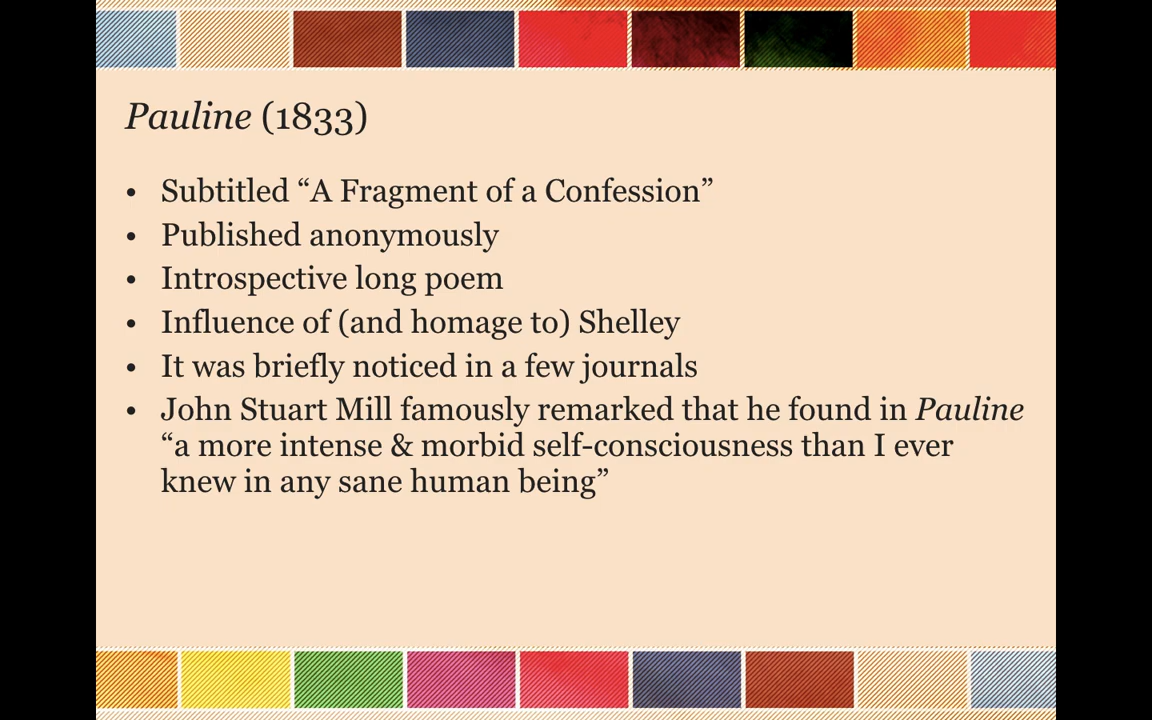 Pauline (1833)
• Subtitled “A Fragment of a Confession”
• Published anonymously
• Introspective long poem
• Influence of (and homage to) Shelley
• It was briefly noticed in a few journals
• John Stuart Mill famously remarked that he found in Pauline
“a more intense & morbid self-consciousness than I ever
knew in any sane human being”